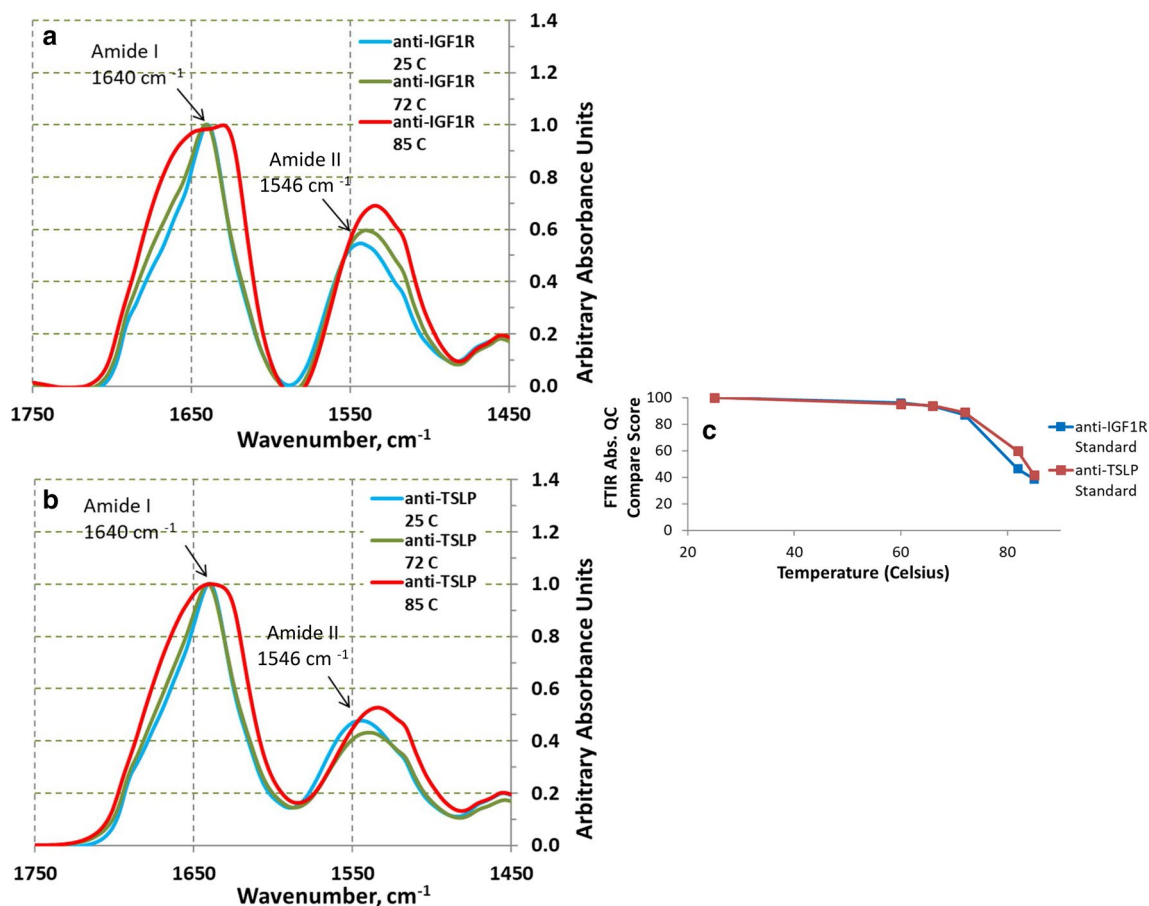 a
Amide I
1640 cm -1
Amide II
1546 cm -1
anti-IGF1R
25 C
anti-IGF1R
72 C
anti-IGF1R
85 C
1.4
1.2
1.0
0.8
0.6
0.4
0.2
0.0
Arbitrary Absorbance Units
1750 1650 1550 1450
Wavenumber, cm-1
b
Amide I
1640 cm -1
Amide II
1546 cm -1
anti-TSLP
25 C
anti-TSLP
72 C
anti-TSLP
85 C
1.4
1.2
1.0
0.8
0.6
0.4
0.2
0.0
Arbitrary Absorbance Units
1750 1650 1550 1450
Wavenumber, cm-1
c
FTIR Abs. QC
Compare Score
100
80
60
40
20
0
20 40 60 80
Temperature (Celsius)
anti-IGF1R
Standard
anti-TSLP
Standard